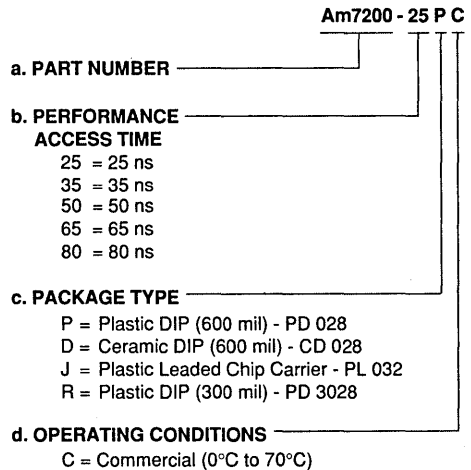 Am7200 - 25 P C
a. PART NUMBER
b. PERFORMANCE
ACCESS TIME
25 = 25 ns
35 = 35 ns
50 = 50 ns
65 = 65 ns
80 = 80 ns
c. PACKAGE TYPE
P = Plastic DIP (600 mil) - PD 028
D = Ceramic DIP (600 mil) - CD 028
J = Plastic Leaded Chip Carrier - PL 032
R = Plastic DIP (300 mil) - PD 3028
d. OPERATING CONDITIONS
C = Commercial (0°C to 70°C)